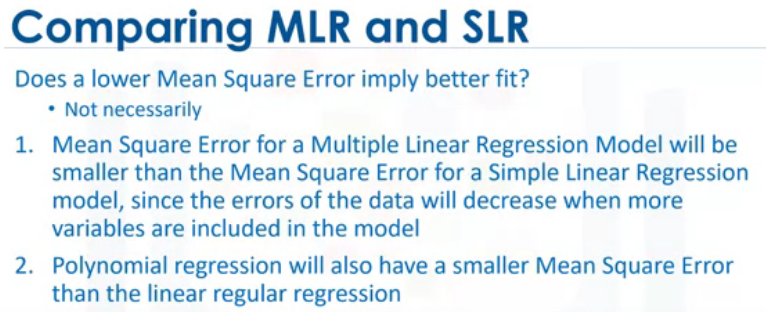 Comparing MLR and SLR
Does a lower Mean Square Error imply better fit?
• Not necessarily
1. Mean Square Error for a Multiple Linear Regression Model will be
smaller than the Mean Square Error for a Simple Linear Regression
model, since the errors of the data will decrease when more
variables are included in the model
2. Polynomial regression will also have a smaller Mean Square Error
than the linear regular regression